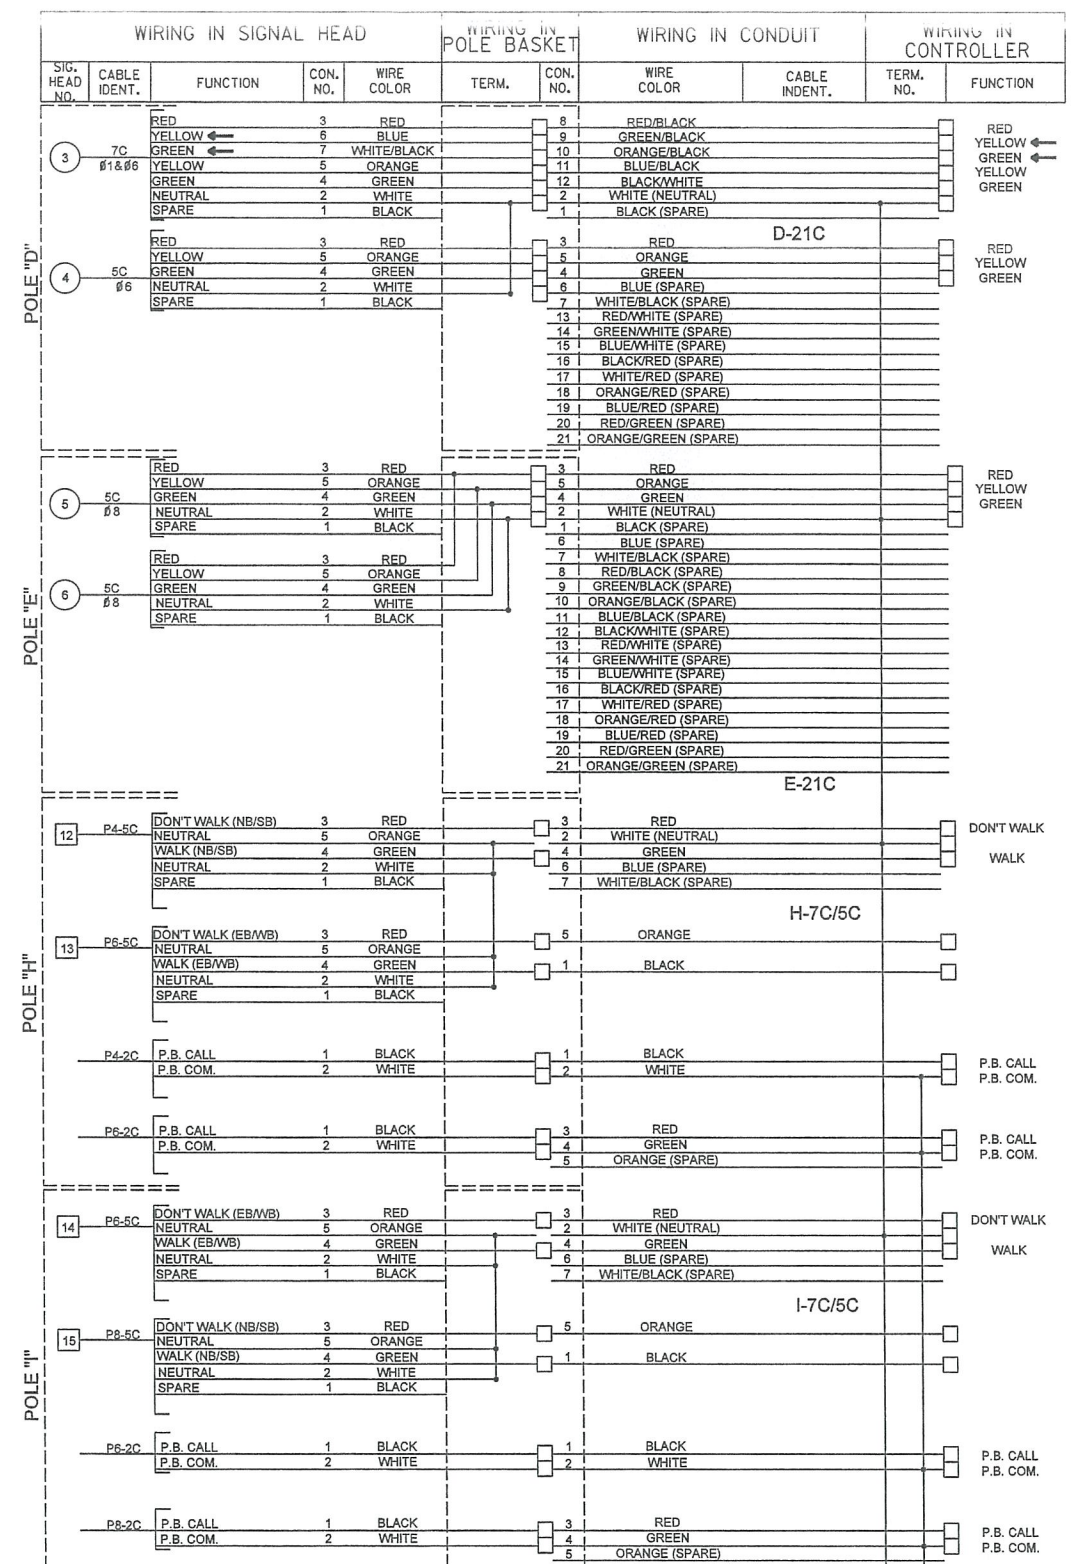 WIRING IN SIGNAL HEAD WIRING IN POLE BASKET WIRING IN CONDUIT WIRING IN CONTROLLER
SIG. HEAD NO. CABLE IDENT. FUNCTION CON. NO. WIRE COLOR TERM. CON. NO. WIRE COLOR CABLE INDENT. TERM. NO. FUNCTION
POLE "D"
3 7C Ø1&Ø6
RED 3 RED 8 RED/BLACK RED
YELLOW 6 BLUE 9 GREEN/BLACK YELLOW
GREEN 7 WHITE/BLACK 10 ORANGE/BLACK GREEN
YELLOW 5 ORANGE 11 BLUE/BLACK YELLOW
GREEN 4 GREEN 12 BLACK/WHITE GREEN
NEUTRAL 2 WHITE 2 WHITE (NEUTRAL)
SPARE 1 BLACK 1 BLACK (SPARE)
D-21C
4 5C Ø6
RED 3 RED 3 RED RED
YELLOW 5 ORANGE 5 ORANGE YELLOW
GREEN 4 GREEN 4 GREEN GREEN
NEUTRAL 2 WHITE 6 BLUE (SPARE)
SPARE 1 BLACK 7 WHITE/BLACK (SPARE)
13 RED/WHITE (SPARE)
14 GREEN/WHITE (SPARE)
15 BLUE/WHITE (SPARE)
16 BLACK/RED (SPARE)
17 WHITE/RED (SPARE)
18 ORANGE/RED (SPARE)
19 BLUE/RED (SPARE)
20 RED/GREEN (SPARE)
21 ORANGE/GREEN (SPARE)
POLE "E"
5 5C Ø8
RED 3 RED 3 RED RED
YELLOW 5 ORANGE 5 ORANGE YELLOW
GREEN 4 GREEN 4 GREEN GREEN
NEUTRAL 2 WHITE 2 WHITE (NEUTRAL)
SPARE 1 BLACK 1 BLACK (SPARE)
6 BLUE (SPARE)
6 5C Ø8
RED 3 RED 7 WHITE/BLACK (SPARE)
YELLOW 5 ORANGE 8 RED/BLACK (SPARE)
GREEN 4 GREEN 9 GREEN/BLACK (SPARE)
NEUTRAL 2 WHITE 10 ORANGE/BLACK (SPARE)
SPARE 1 BLACK 11 BLUE/BLACK (SPARE)
12 BLACK/WHITE (SPARE)
13 RED/WHITE (SPARE)
14 GREEN/WHITE (SPARE)
15 BLUE/WHITE (SPARE)
16 BLACK/RED (SPARE)
17 WHITE/RED (SPARE)
18 ORANGE/RED (SPARE)
19 BLUE/RED (SPARE)
20 RED/GREEN (SPARE)
21 ORANGE/GREEN (SPARE)
E-21C
POLE "H"
12 P4-5C
DON'T WALK (NB/SB) 3 RED 3 RED DON'T WALK
NEUTRAL 5 ORANGE 2 WHITE (NEUTRAL)
WALK (NB/SB) 4 GREEN 4 GREEN WALK
NEUTRAL 2 WHITE 6 BLUE (SPARE)
SPARE 1 BLACK 7 WHITE/BLACK (SPARE)
H-7C/5C
13 P6-5C
DON'T WALK (EB/WB) 3 RED 5 ORANGE
NEUTRAL 5 ORANGE
WALK (EB/WB) 4 GREEN 1 BLACK
NEUTRAL 2 WHITE
SPARE 1 BLACK
P4-2C P.B. CALL 1 BLACK 1 BLACK P.B. CALL
P.B. COM. 2 WHITE 2 WHITE P.B. COM.
P6-2C P.B. CALL 1 BLACK 3 RED P.B. CALL
P.B. COM. 2 WHITE 4 GREEN P.B. COM.
5 ORANGE (SPARE)
POLE "I"
14 P6-5C
DON'T WALK (EB/WB) 3 RED 3 RED DON'T WALK
NEUTRAL 5 ORANGE 2 WHITE (NEUTRAL)
WALK (EB/WB) 4 GREEN 4 GREEN WALK
NEUTRAL 2 WHITE 6 BLUE (SPARE)
SPARE 1 BLACK 7 WHITE/BLACK (SPARE)
I-7C/5C
15 P8-5C
DON'T WALK (NB/SB) 3 RED 5 ORANGE
NEUTRAL 5 ORANGE
WALK (NB/SB) 4 GREEN 1 BLACK
NEUTRAL 2 WHITE
SPARE 1 BLACK
P6-2C P.B. CALL 1 BLACK 1 BLACK P.B. CALL
P.B. COM. 2 WHITE 2 WHITE P.B. COM.
P8-2C P.B. CALL 1 BLACK 3 RED P.B. CALL
P.B. COM. 2 WHITE 4 GREEN P.B. COM.
5 ORANGE (SPARE)